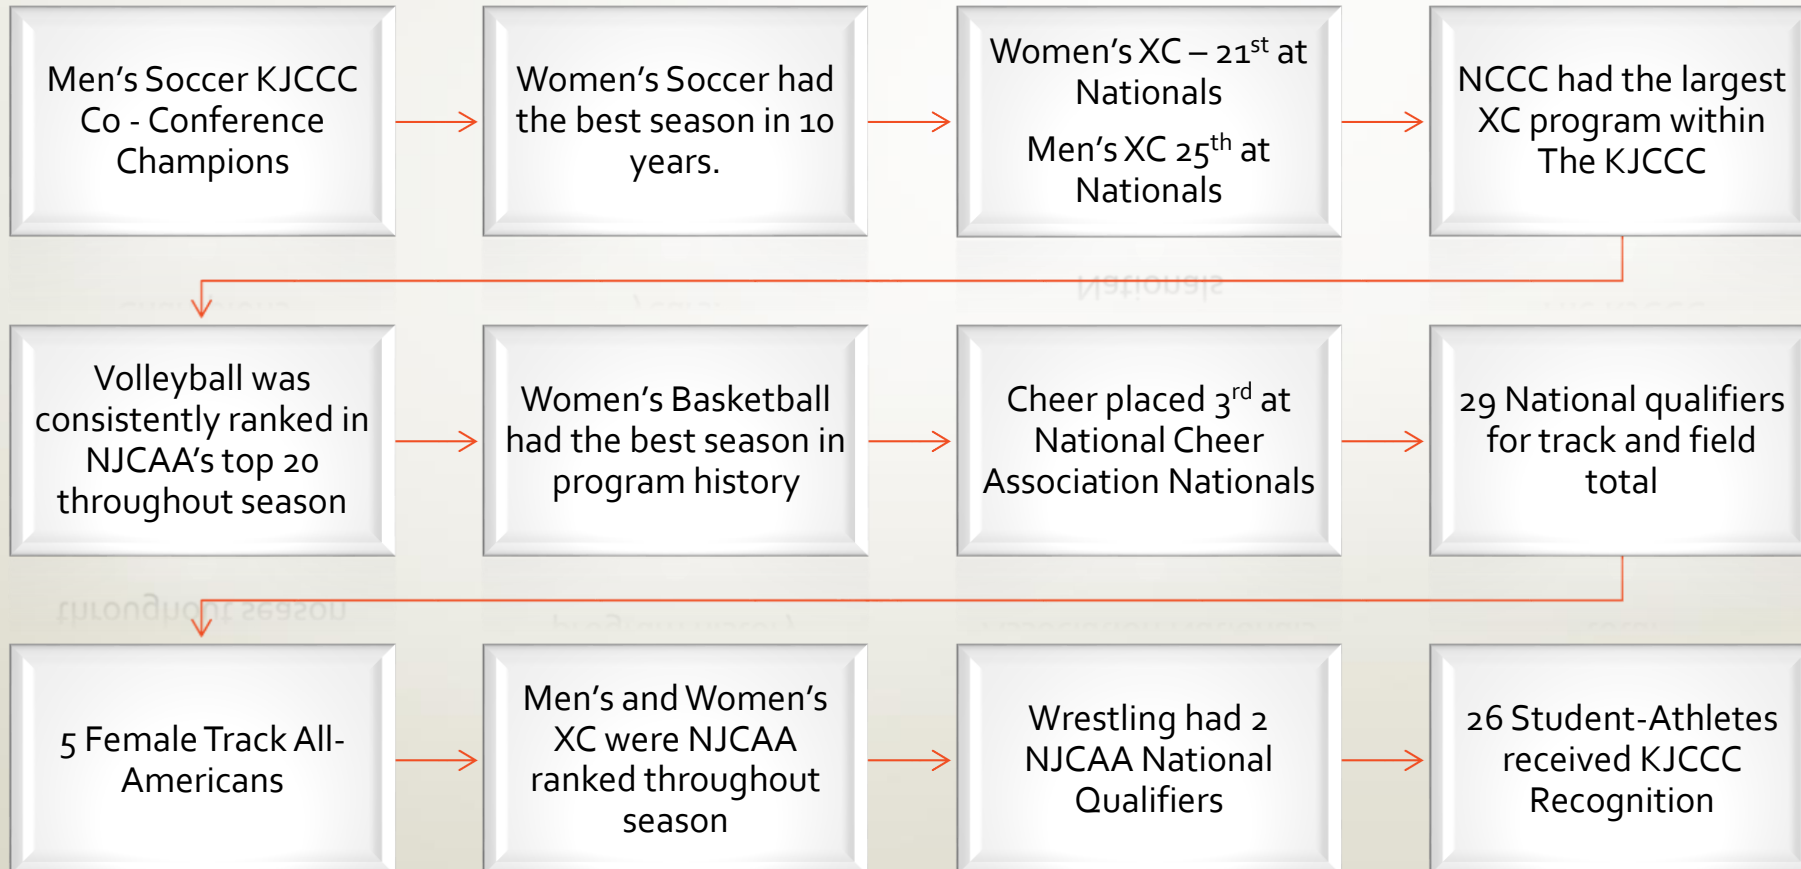 Men's Soccer KJCCC
Co - Conference
Champions
Women's Soccer had
the best season in 10
years.
Women's XC – 21st at
Nationals
Men's XC 25th at
Nationals
NCCC had the largest
XC program within
The KJCCC
Volleyball was
consistently ranked in
NJCAA's top 20
throughout season
Women's Basketball
had the best season in
program history
Cheer placed 3rd at
National Cheer
Association Nationals
29 National qualifiers
for track and field
total
5 Female Track All-
Americans
Men's and Women's
XC were NJCAA
ranked throughout
season
Wrestling had 2
NJCAA National
Qualifiers
26 Student-Athletes
received KJCCC
Recognition